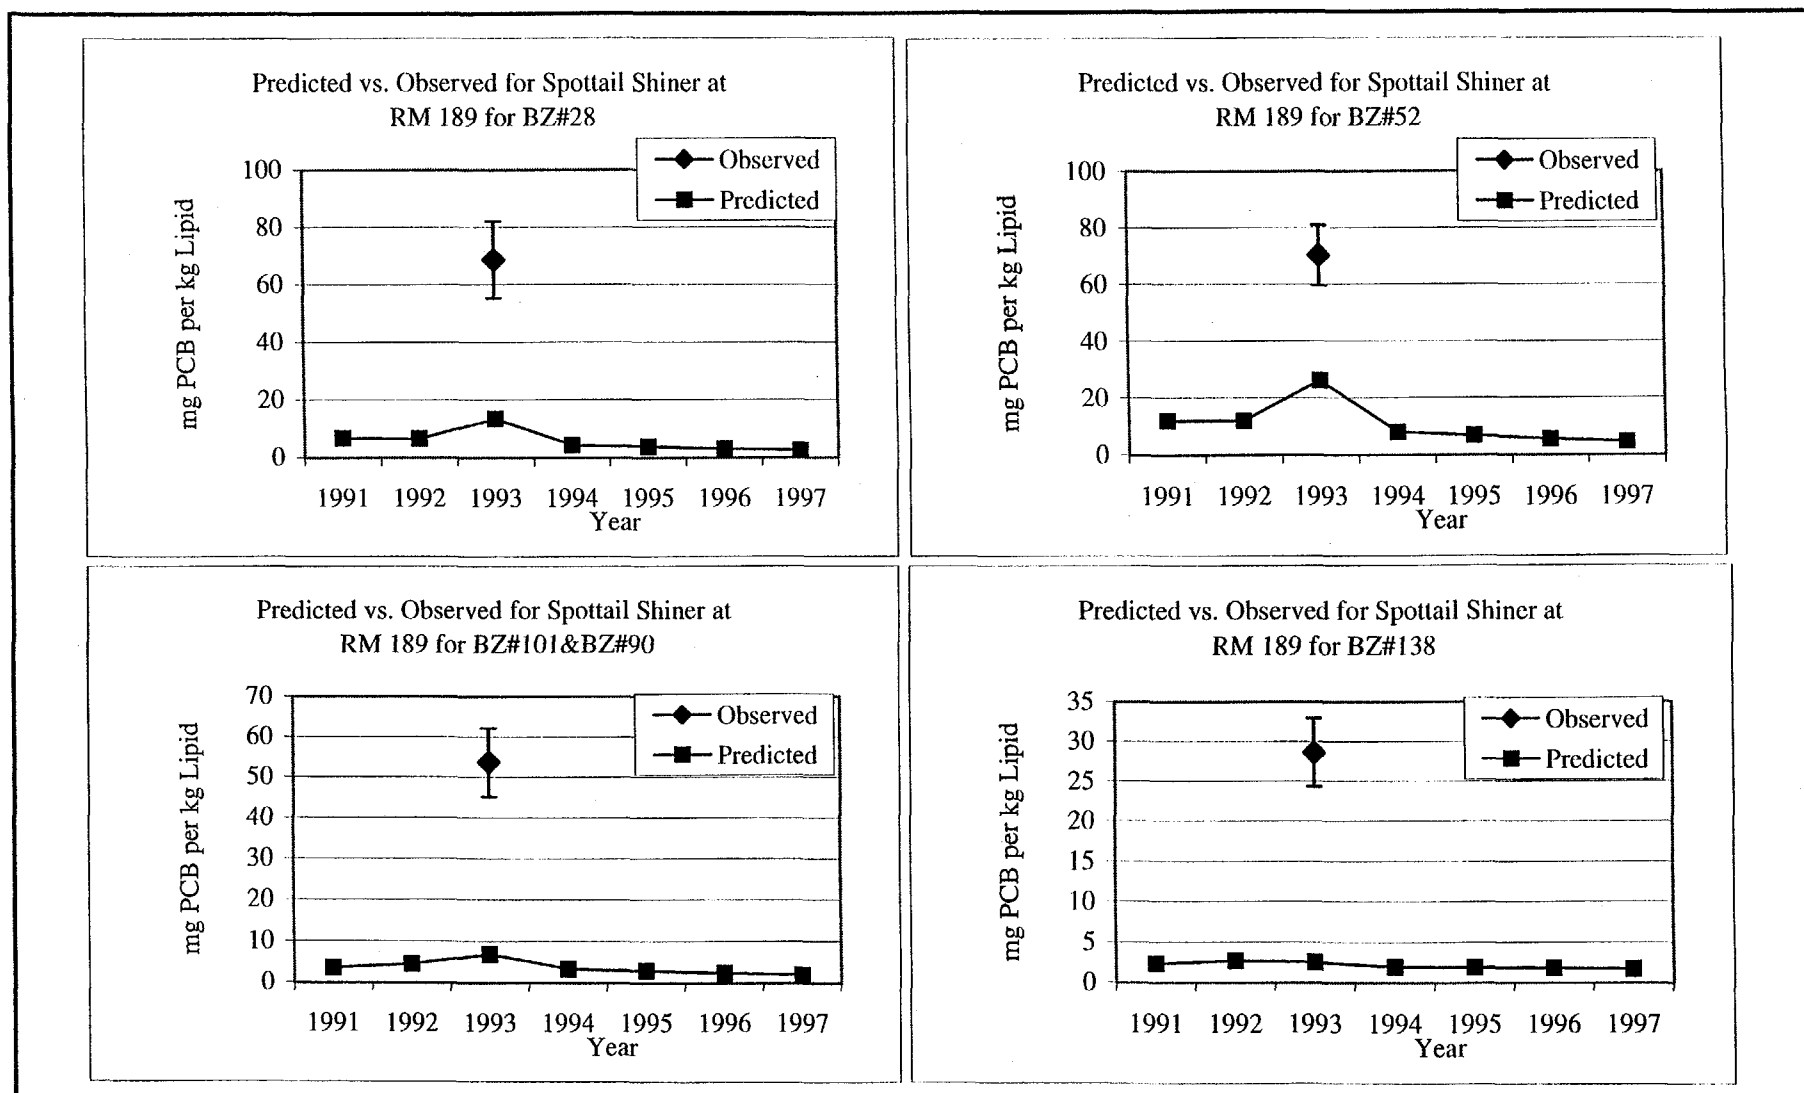 Predicted vs. Observed for Spottail Shiner at
RM 189 for BZ#28
Observed
Predicted
mg PCB per kg Lipid
100
80
60
40
20
0
1991 1992 1993 1994 1995 1996 1997
Year
Predicted vs. Observed for Spottail Shiner at
RM 189 for BZ#52
Observed
Predicted
mg PCB per kg Lipid
100
80
60
40
20
0
1991 1992 1993 1994 1995 1996 1997
Year
Predicted vs. Observed for Spottail Shiner at
RM 189 for BZ#101&BZ#90
Observed
Predicted
mg PCB per kg Lipid
70
60
50
40
30
20
10
0
1991 1992 1993 1994 1995 1996 1997
Year
Predicted vs. Observed for Spottail Shiner at
RM 189 for BZ#138
Observed
Predicted
mg PCB per kg Lipid
35
30
25
20
15
10
5
0
1991 1992 1993 1994 1995 1996 1997
Year